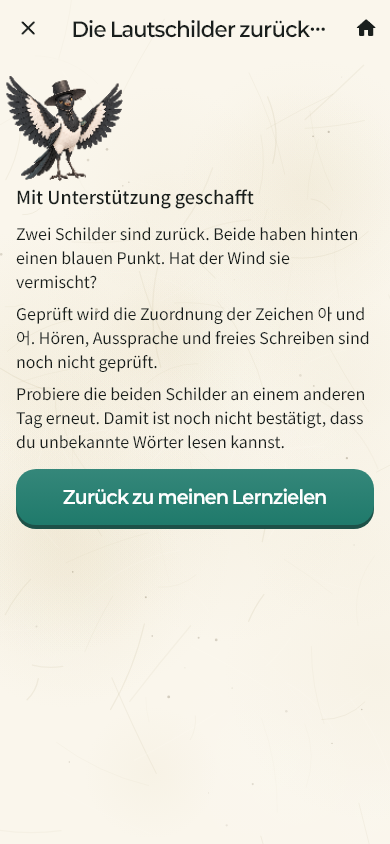 Die Lautschilder zurück···
Mit Unterstützung geschafft
Zwei Schilder sind zurück. Beide haben hinten
einen blauen Punkt. Hat der Wind sie
vermischt?
Geprüft wird die Zuordnung der Zeichen 아 und
어. Hören, Aussprache und freies Schreiben sind
noch nicht geprüft.
Probiere die beiden Schilder an einem anderen
Tag erneut. Damit ist noch nicht bestätigt, dass
du unbekannte Wörter lesen kannst.
Zurück zu meinen Lernzielen